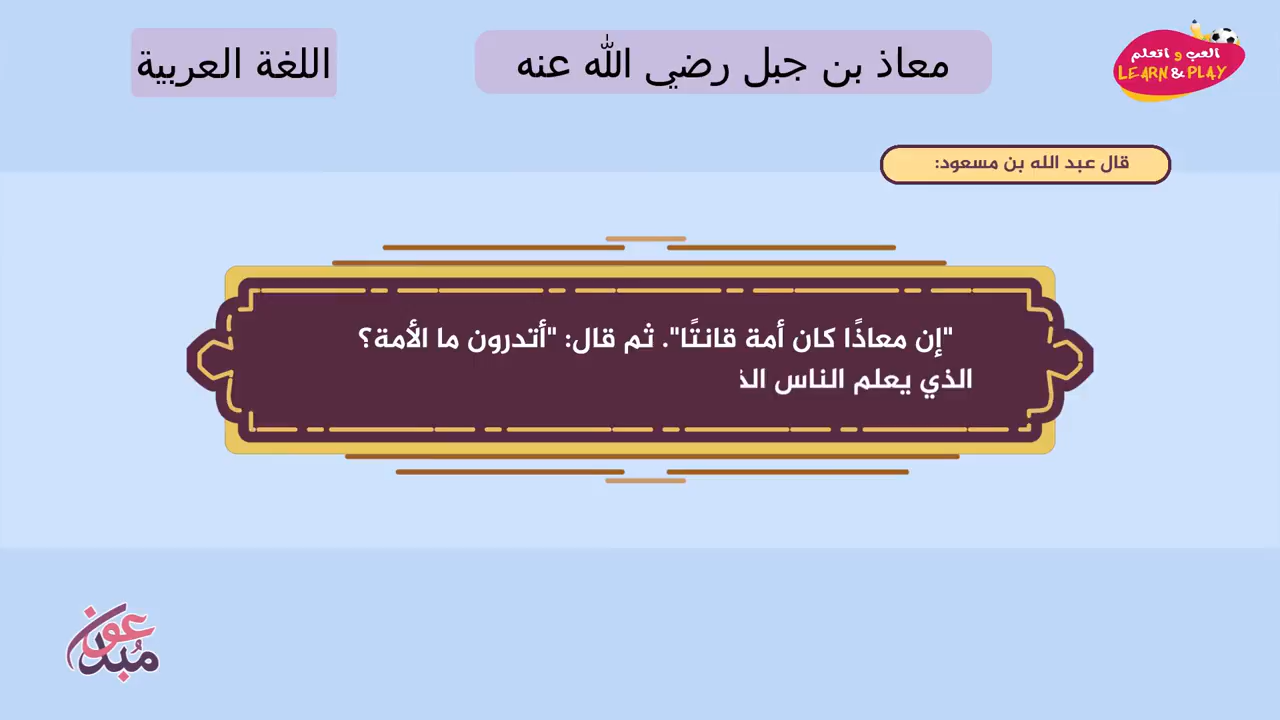 اللغة العربية
معاذ بن جبل رضي الله عنه
العب و اتعلم
LEARN & PLAY
قال عبد الله بن مسعود:
"إن معاذًا كان أمة قانتًا". ثم قال: "أتدرون ما الأمة؟
الذي يعلم الناس
مُبدعون